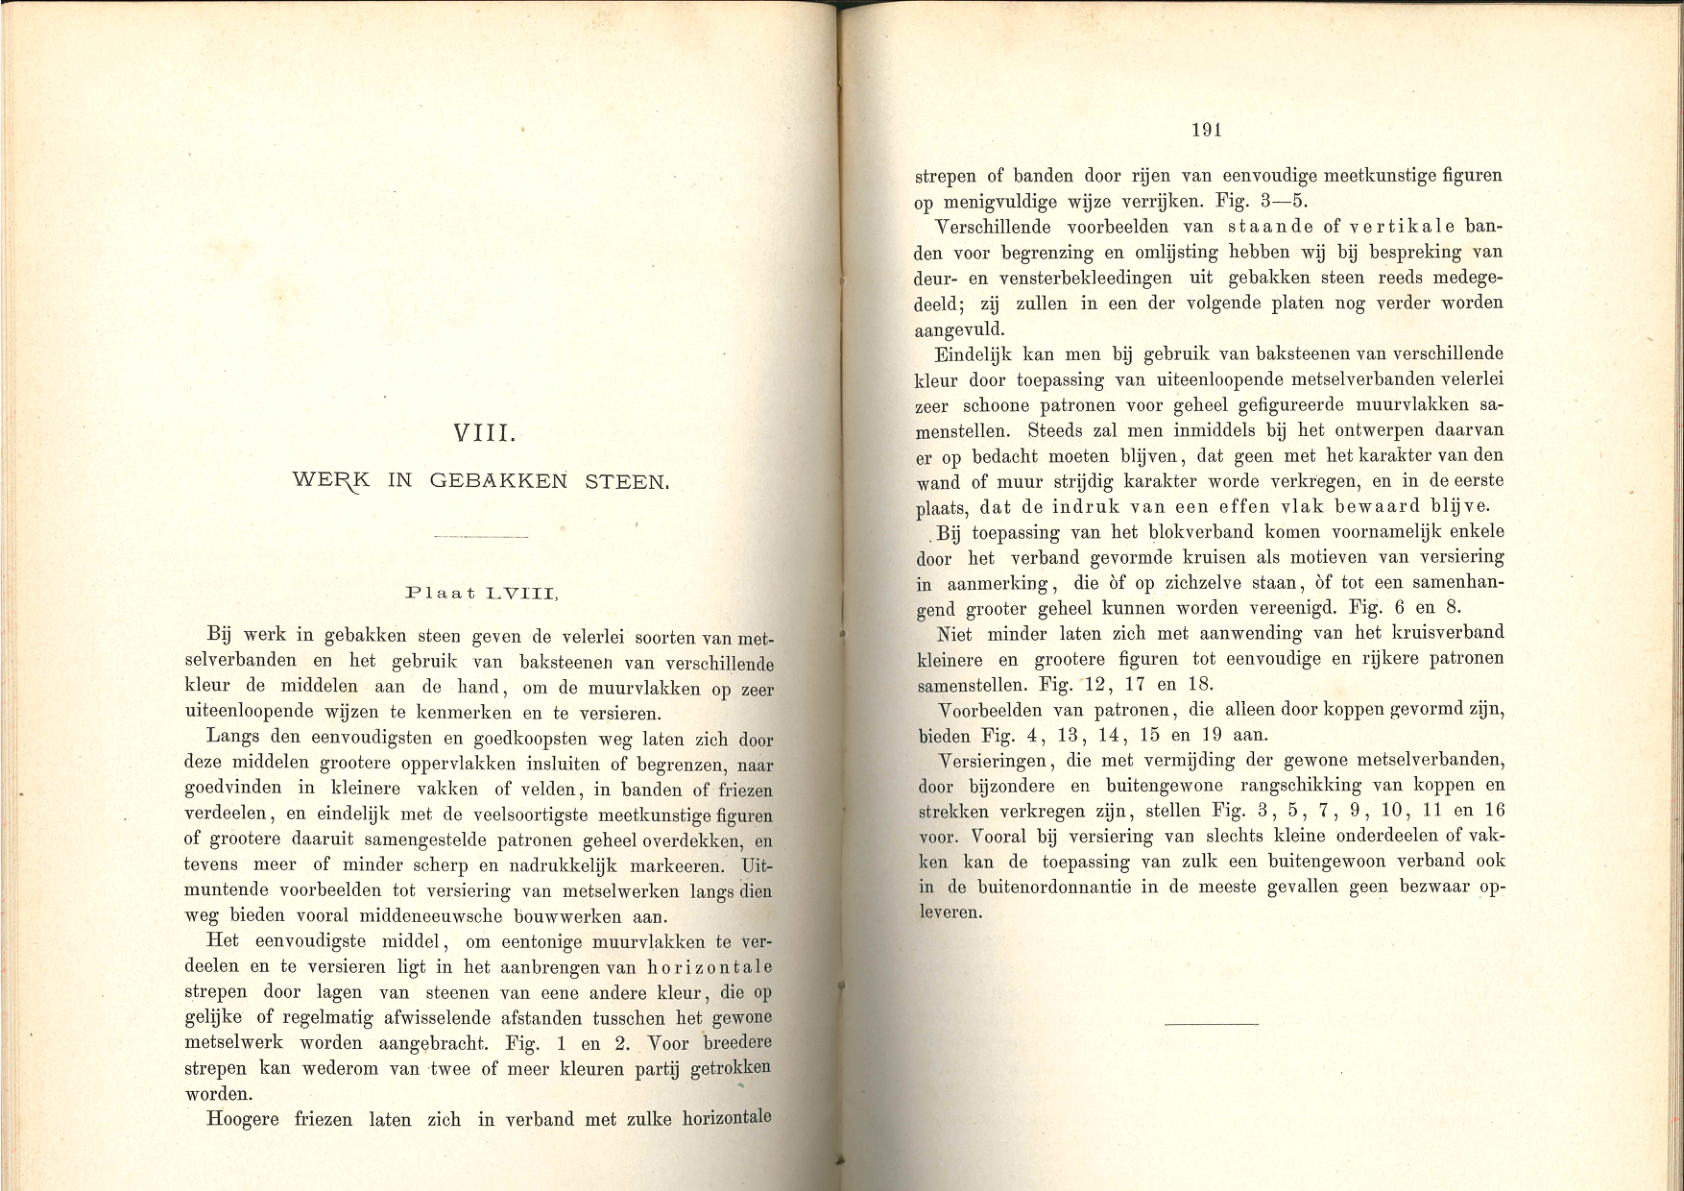 VIII.
WERK IN GEBAKKEN STEEN.
Plaat LVIII,
Bij werk in gebakken steen geven de velerlei soorten van met-
selverbanden en het gebruik van baksteenen van verschillende
kleur de middelen aan de hand, om de muurvlakken op zeer
uiteenloopende wijzen te kenmerken en te versieren.
Langs den eenvoudigsten en goedkoopsten weg laten zich door
deze middelen grootere oppervlakken insluiten of begrenzen, naar
goedvinden in kleinere vakken of velden, in banden of friezen
verdeelen, en eindelijk met de veelsoortigste meetkunstige figuren
of grootere daaruit samengestelde patronen geheel overdekken, en
tevens meer of minder scherp en nadrukkelijk markeeren. Uit-
muntende voorbeelden tot versiering van metselwerken langs dien
weg bieden vooral middeneeuwsche bouwwerken aan.
Het eenvoudigste middel, om eentonige muurvlakken te ver-
deelen en te versieren ligt in het aanbrengen van horizontale
strepen door lagen van steenen van eene andere kleur, die op
gelijke of regelmatig afwisselende afstanden tusschen het gewone
metselwerk worden aangebracht. Fig. 1 en 2. Voor breedere
strepen kan wederom van twee of meer kleuren partij getrokken
worden.
Hoogere friezen laten zich in verband met zulke horizontale
191
strepen of banden door rijen van eenvoudige meetkunstige figuren
op menigvuldige wijze verrijken. Fig. 3—5.
Verschillende voorbeelden van staande of vertikale ban-
den voor begrenzing en omlijsting hebben wij bij bespreking van
deur- en vensterbekleedingen uit gebakken steen reeds medege-
deeld; zij zullen in een der volgende platen nog verder worden
aangevuld.
Eindelijk kan men bij gebruik van baksteenen van verschillende
kleur door toepassing van uiteenloopende metselverbanden velerlei
zeer schoone patronen voor geheel gefigureerde muurvlakken sa-
menstellen. Steeds zal men inmiddels bij het ontwerpen daarvan
er op bedacht moeten blijven, dat geen met het karakter van den
wand of muur strijdig karakter worde verkregen, en in de eerste
plaats, dat de indruk van een effen vlak bewaard blijve.
Bij toepassing van het blokverband komen voornamelijk enkele
door het verband gevormde kruisen als motieven van versiering
in aanmerking, die òf op zichzelve staan, òf tot een samenhan-
gend grooter geheel kunnen worden vereenigd. Fig. 6 en 8.
Niet minder laten zich met aanwending van het kruisverband
kleinere en grootere figuren tot eenvoudige en rijkere patronen
samenstellen. Fig. 12, 17 en 18.
Voorbeelden van patronen, die alleen door koppen gevormd zijn,
bieden Fig. 4, 13, 14, 15 en 19 aan.
Versieringen, die met vermijding der gewone metselverbanden,
door bijzondere en buitengewone rangschikking van koppen en
strekken verkregen zijn, stellen Fig. 3, 5, 7, 9, 10, 11 en 16
voor. Vooral bij versiering van slechts kleine onderdeelen of vak-
ken kan de toepassing van zulk een buitengewoon verband ook
in de buitenordonnantie in de meeste gevallen geen bezwaar op-
leveren.